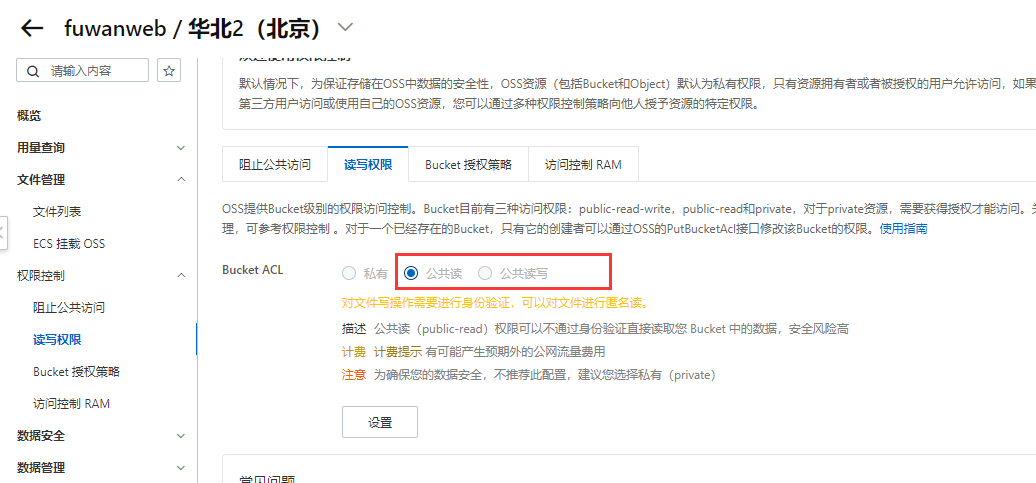 fuwanweb / 华北2（北京）
请输入内容
概览
用量查询
文件管理
文件列表
ECS 挂载 OSS
权限控制
阻止公共访问
读写权限
Bucket 授权策略
访问控制 RAM
数据安全
数据管理
欢迎使用权限控制
默认情况下，为保证存储在OSS中数据的安全性，OSS资源（包括Bucket和Object）默认为私有权限，只有资源拥有者或者被授权的用户允许访问，如果
第三方用户访问或使用自己的OSS资源，您可以通过多种权限控制策略向他人授予资源的特定权限。
阻止公共访问 读写权限 Bucket 授权策略 访问控制 RAM
OSS提供Bucket级别的权限访问控制。Bucket目前有三种访问权限：public-read-write，public-read和private，对于private资源，需要获得授权才能访问。关
理，可参考权限控制 。对于一个已经存在的Bucket，只有它的创建者可以通过OSS的PutBucketAcl接口修改该Bucket的权限。使用指南
Bucket ACL 私有 公共读 公共读写
对文件写操作需要进行身份验证，可以对文件进行匿名读。
描述 公共读（public-read）权限可以不通过身份验证直接读取您 Bucket 中的数据，安全风险高
计费 计费提示 有可能产生预期外的公网流量费用
注意 为确保您的数据安全，不推荐此配置，建议您选择私有（private）
设置
常见问题